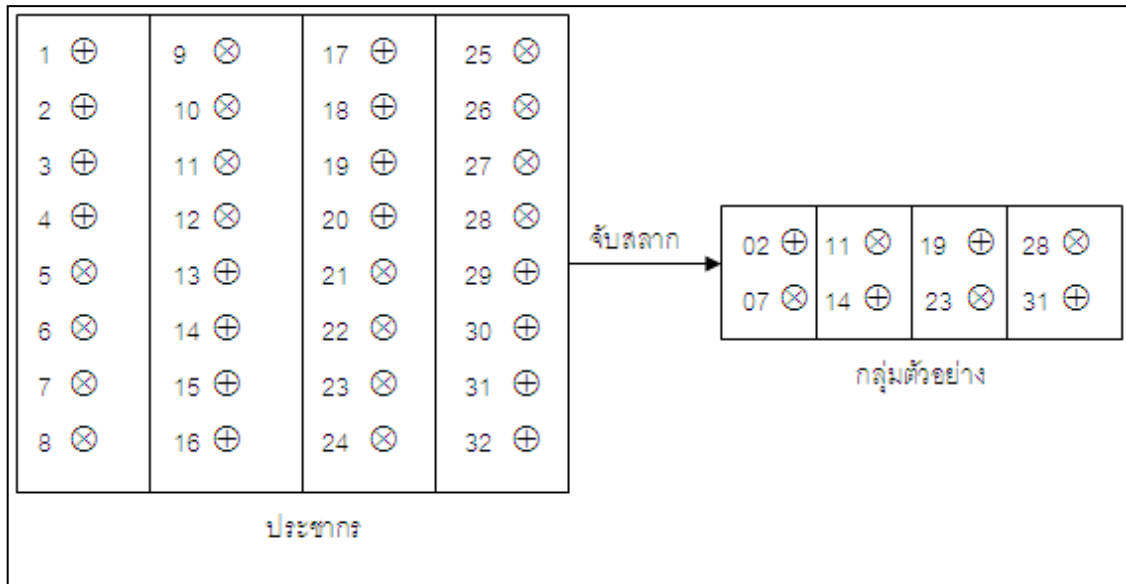 1 ⊕ 9 ⊗ 17 ⊕ 25 ⊗
2 ⊕ 10 ⊗ 18 ⊕ 26 ⊗
3 ⊕ 11 ⊗ 19 ⊕ 27 ⊗
4 ⊕ 12 ⊗ 20 ⊕ 28 ⊗
5 ⊗ 13 ⊕ 21 ⊗ 29 ⊕
6 ⊗ 14 ⊕ 22 ⊗ 30 ⊕
7 ⊗ 15 ⊕ 23 ⊗ 31 ⊕
8 ⊗ 16 ⊕ 24 ⊗ 32 ⊕
ประชากร
จับสลาก
02 ⊕ 11 ⊗ 19 ⊕ 28 ⊗
07 ⊗ 14 ⊕ 23 ⊗ 31 ⊕
กลุ่มตัวอย่าง